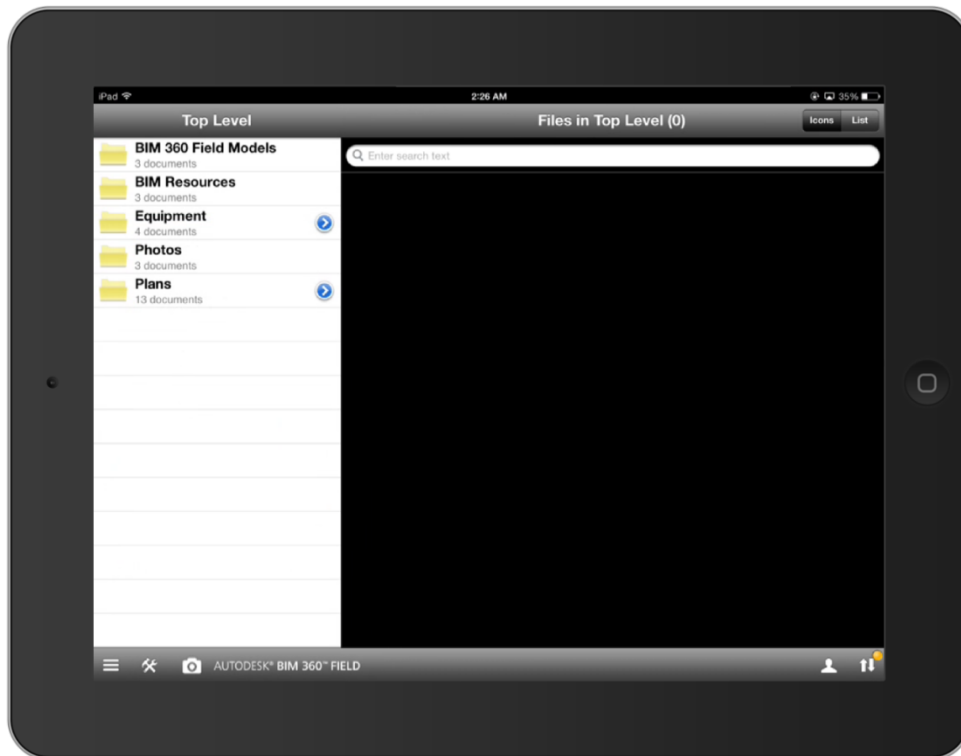 iPad 2:26 AM 35%
Top Level Files in Top Level (0) Icons List
Enter search text
BIM 360 Field Models
3 documents
BIM Resources
3 documents
Equipment
4 documents
Photos
3 documents
Plans
13 documents
AUTODESK® BIM 360™ FIELD